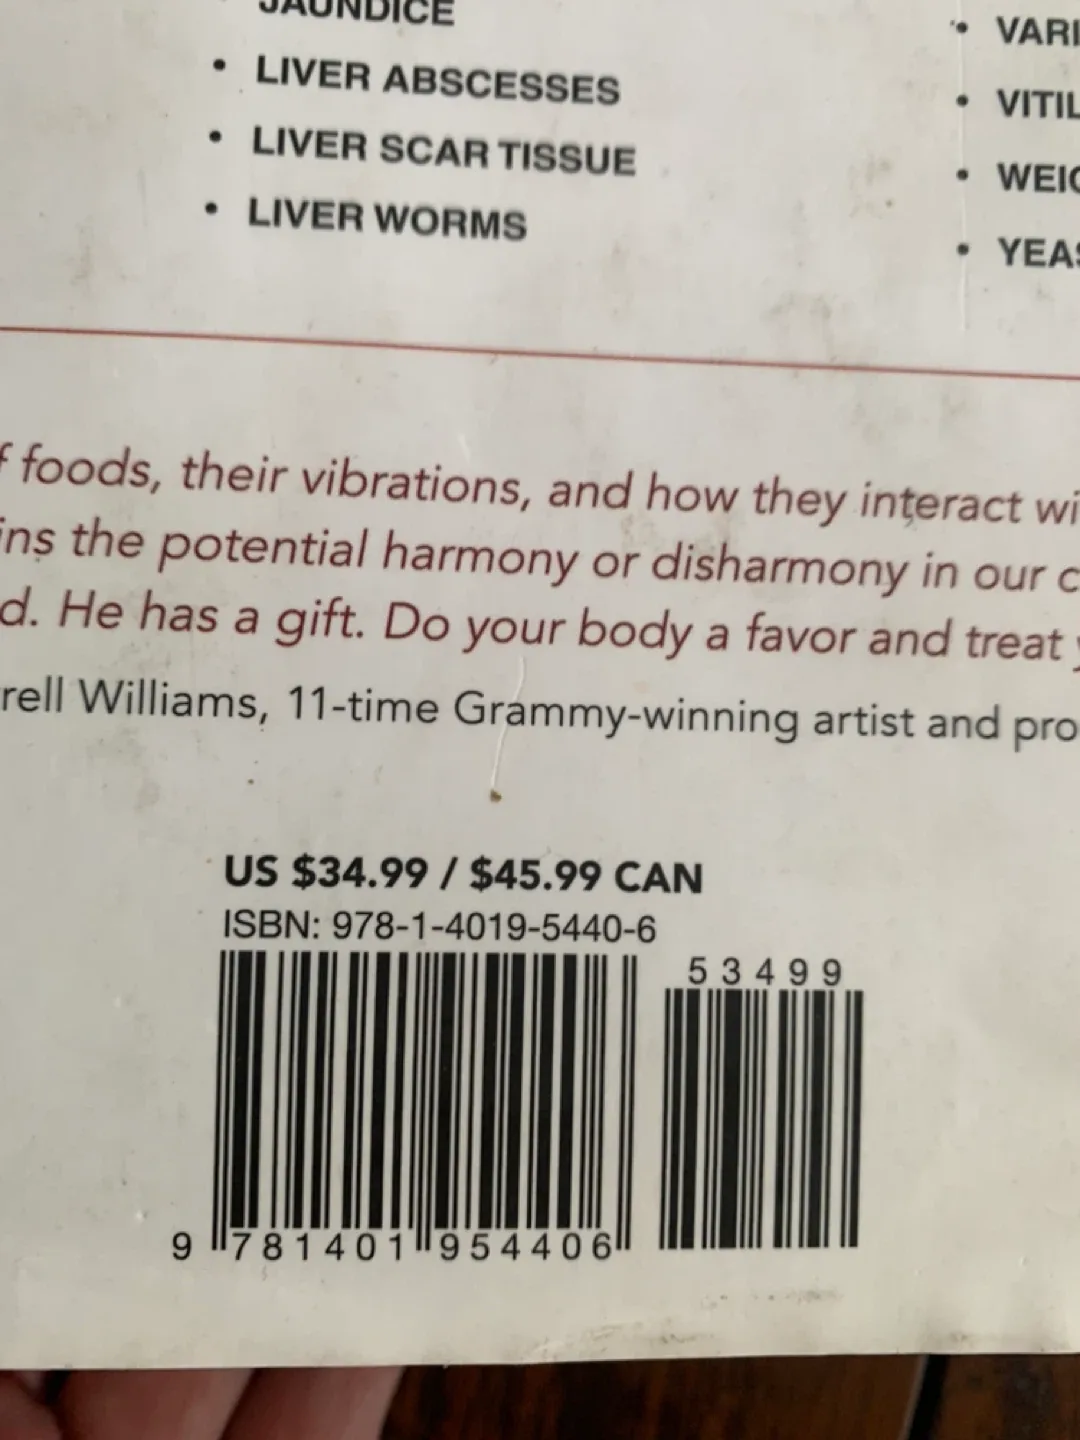 JAUNDICE
• LIVER ABSCESSES
• LIVER SCAR TISSUE
• LIVER WORMS
• VARI
• VITIL
• WEIG
• YEAS
f foods, their vibrations, and how they interact wi
ins the potential harmony or disharmony in our c
d. He has a gift. Do your body a favor and treat y
rell Williams, 11-time Grammy-winning artist and pro
US $34.99 / $45.99 CAN
ISBN: 978-1-4019-5440-6
53499
9 781401 954406